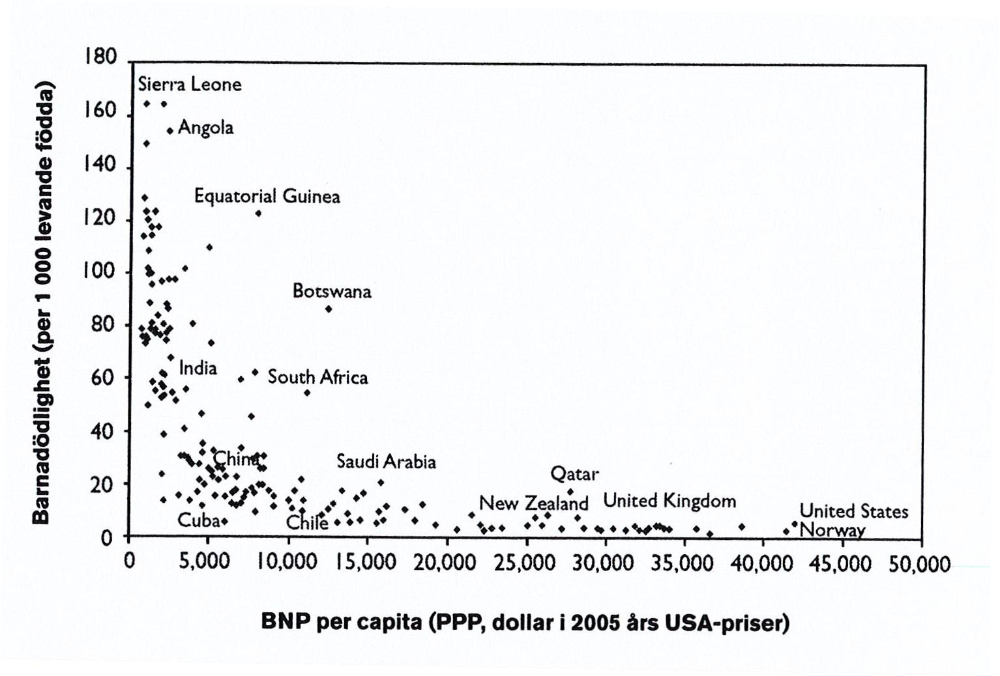 Barnadödlighet (per 1 000 levande födda)
180
160
140
120
100
80
60
40
20
0
Sierra Leone
Angola
Equatorial Guinea
Botswana
India
South Africa
China
Saudi Arabia
Qatar
New Zealand
United Kingdom
United States
Norway
Cuba
Chile
0 5,000 10,000 15,000 20,000 25,000 30,000 35,000 40,000 45,000 50,000
BNP per capita (PPP, dollar i 2005 års USA-priser)